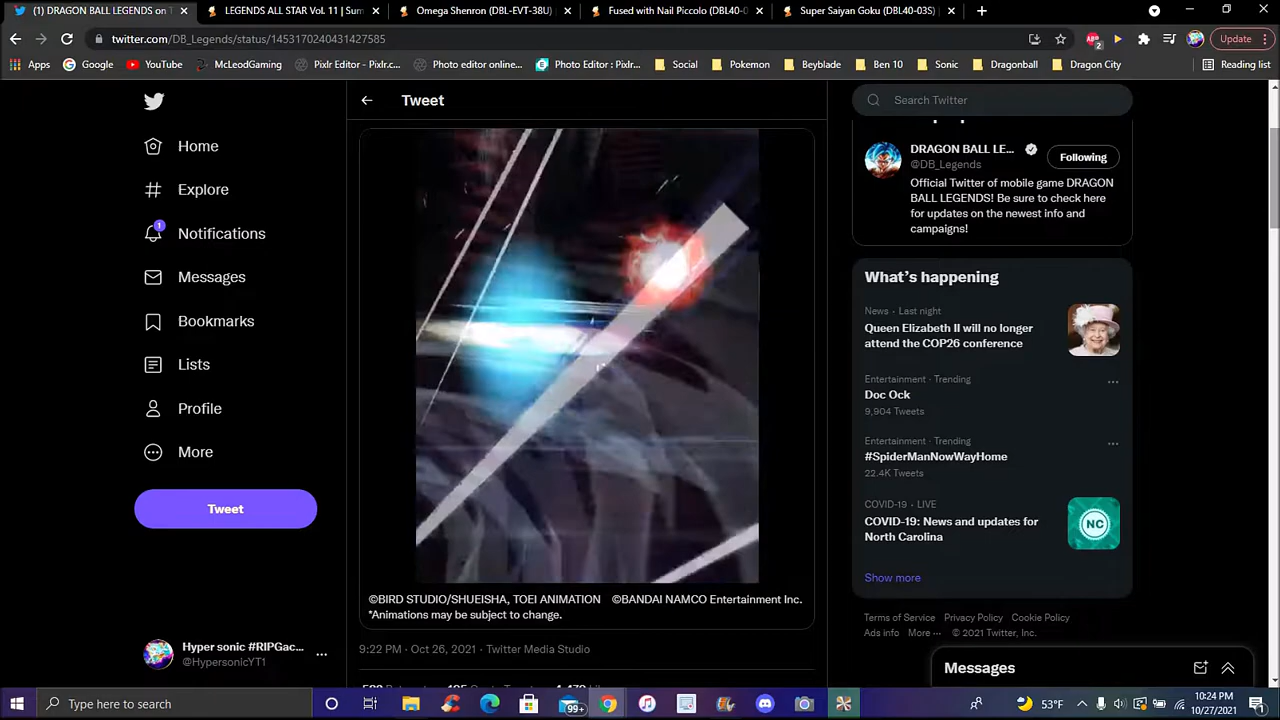 (1) DRAGON BALL LEGENDS on T
LEGENDS ALL STAR Vol. 11 | Sum
Omega Shenron (DBL-EVT-38U)
Fused with Nail Piccolo (DBL40-0
Super Saiyan Goku (DBL40-03S)
twitter.com/DB_Legends/status/1453170240431427585
ABP
2
Update
Apps
Google
YouTube
McLeodGaming
Pixlr Editor - Pixlr.c...
Photo editor online...
Photo Editor : Pixlr...
Social
Pokemon
Beyblade
Ben 10
Sonic
Dragonball
Dragon City
Reading list
Home
Explore
1
Notifications
Messages
Bookmarks
Lists
Profile
More
Tweet
Hyper sonic #RIPGac...
@HypersonicYT1
Tweet
©BIRD STUDIO/SHUEISHA, TOEI ANIMATION ©BANDAI NAMCO Entertainment Inc.
*Animations may be subject to change.
9:22 PM · Oct 26, 2021 · Twitter Media Studio
Search Twitter
DRAGON BALL LE...
@DB_Legends
Following
Official Twitter of mobile game DRAGON
BALL LEGENDS! Be sure to check here
for updates on the newest info and
campaigns!
What's happening
News · Last night
Queen Elizabeth II will no longer
attend the COP26 conference
Entertainment · Trending
Doc Ock
9,904 Tweets
Entertainment · Trending
#SpiderManNowWayHome
22.4K Tweets
COVID-19 · LIVE
COVID-19: News and updates for
North Carolina
NC
Show more
Terms of Service Privacy Policy Cookie Policy
Ads info More ··· © 2021 Twitter, Inc.
Messages
Type here to search
99+
53°F
10:24 PM
10/27/2021